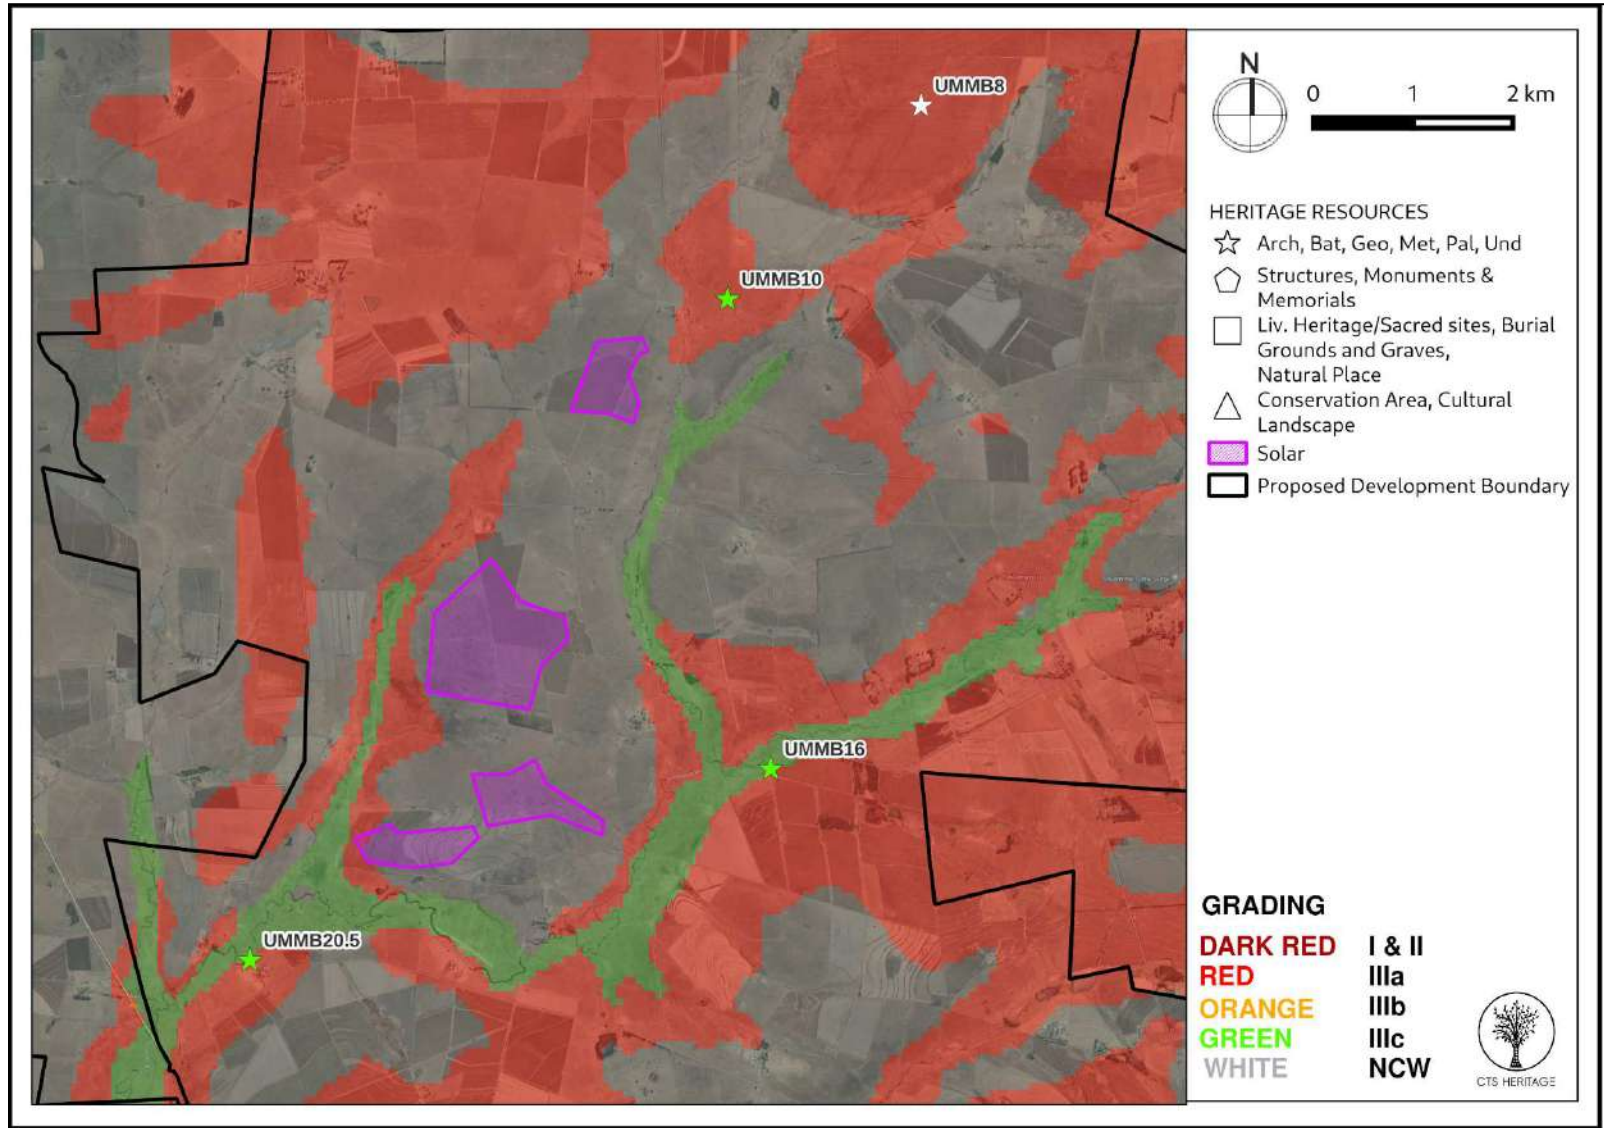 UMMB8
UMMB10
UMMB16
UMMB20.5
N
0 1 2 km
HERITAGE RESOURCES
Arch, Bat, Geo, Met, Pal, Und
Structures, Monuments &
Memorials
Liv. Heritage/Sacred sites, Burial
Grounds and Graves,
Natural Place
Conservation Area, Cultural
Landscape
Solar
Proposed Development Boundary
GRADING
DARK RED I & II
RED IIIa
ORANGE IIIb
GREEN IIIc
WHITE NCW
CTS HERITAGE